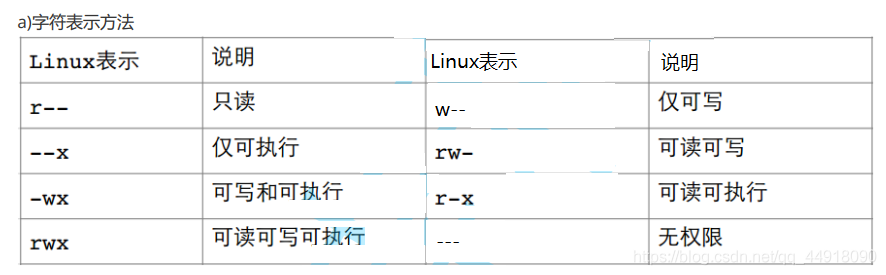 a)字符表示方法
Linux表示 说明 Linux表示 说明
r-- 只读 w-- 仅可写
--x 仅可执行 rw- 可读可写
-wx 可写和可执行 r-x 可读可执行
rwx 可读可写可执行 --- 无权限
https://blog.csdn.net/qq_44918090